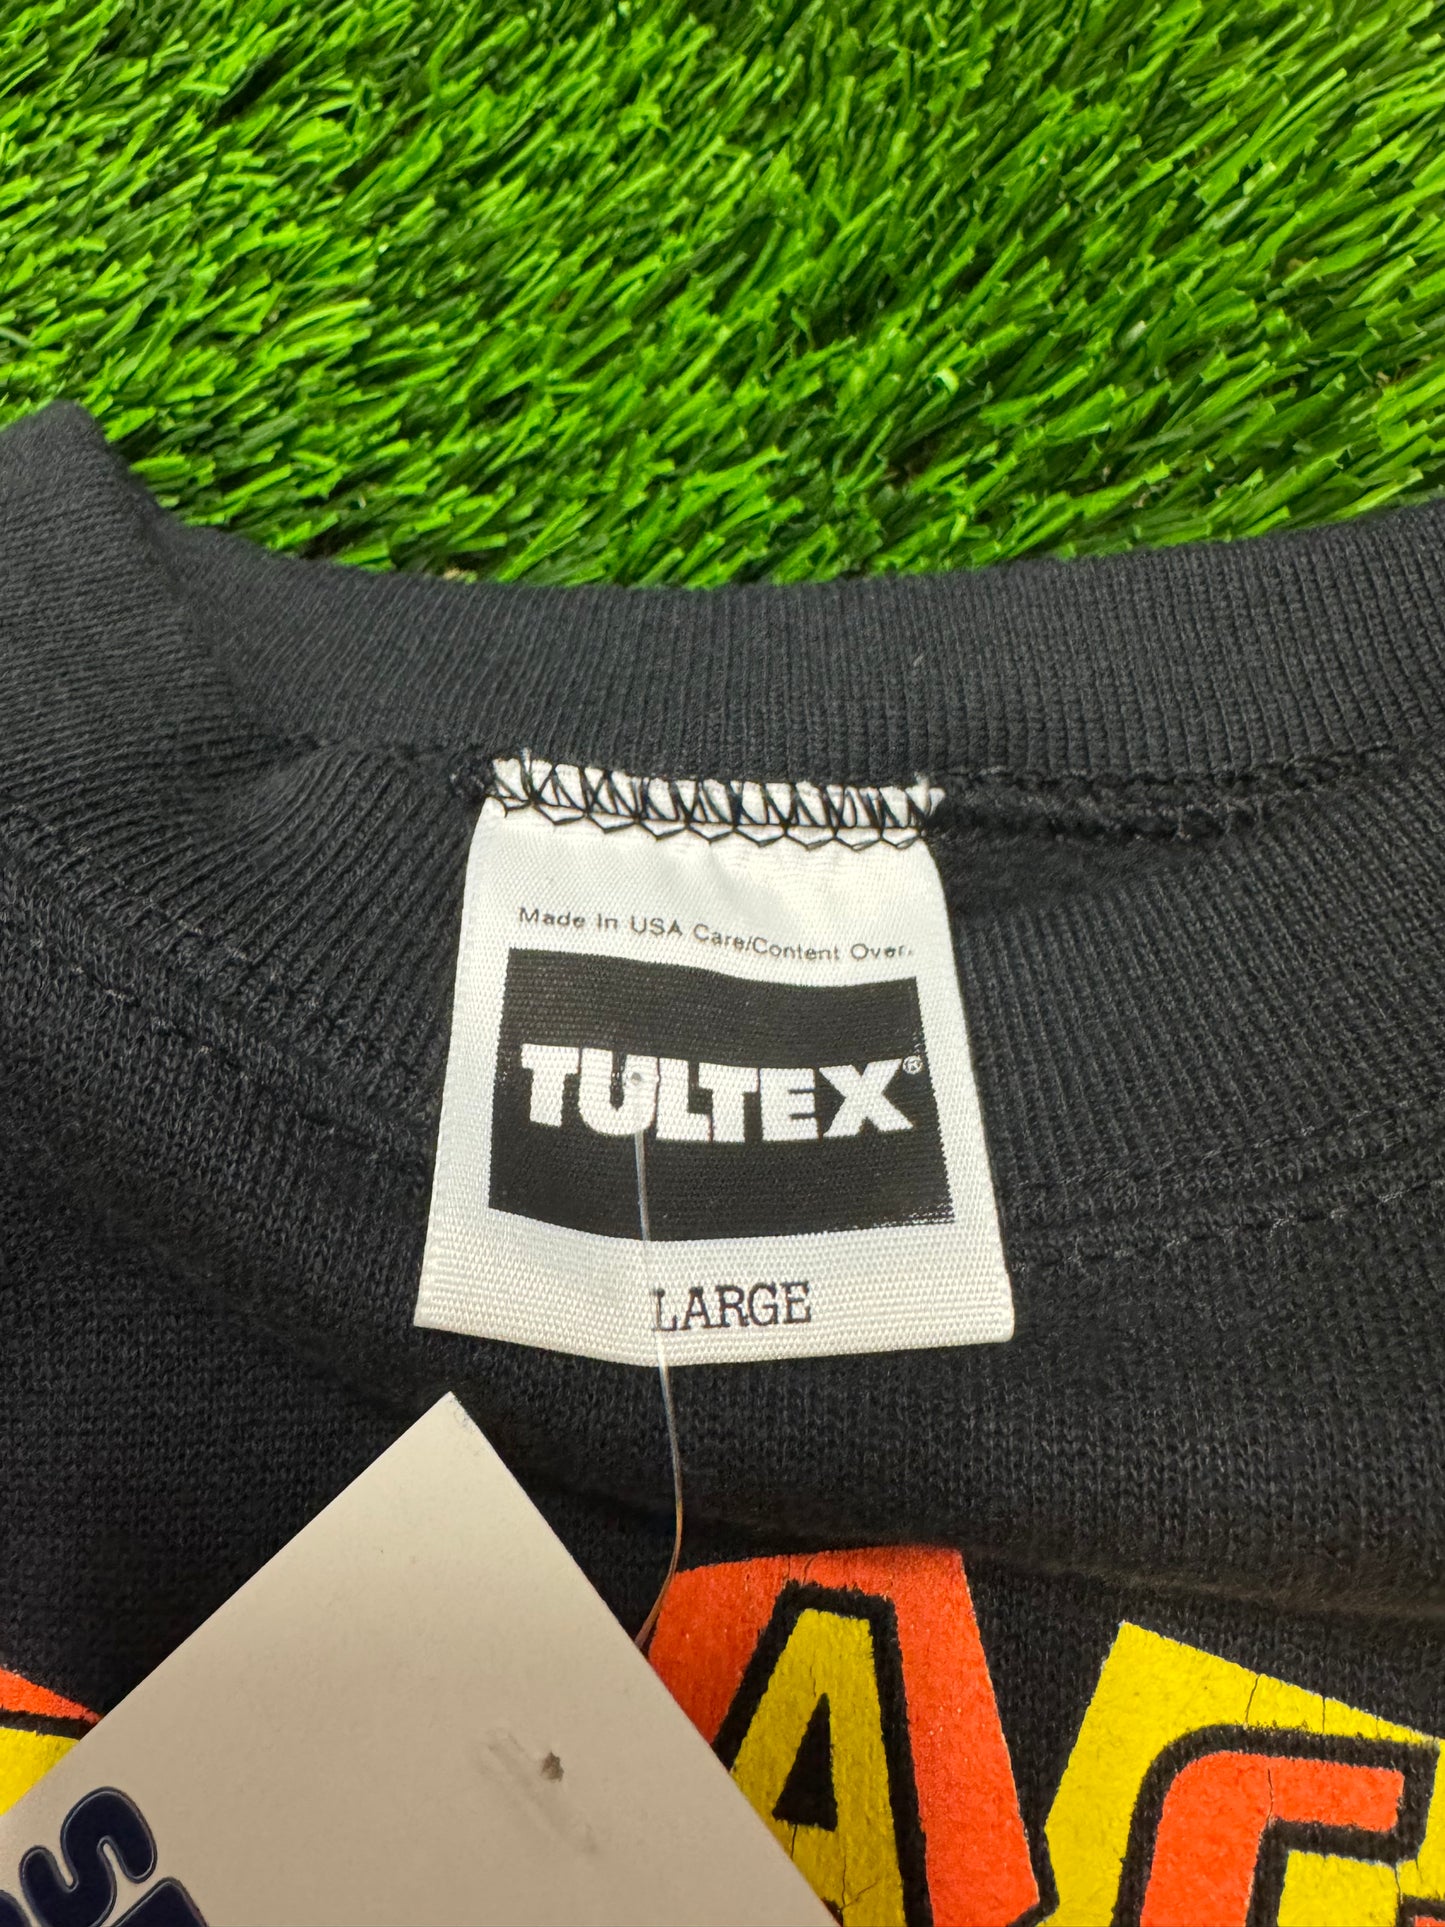 Made In USA Care/Content Over.
TULTEX®
LARGE